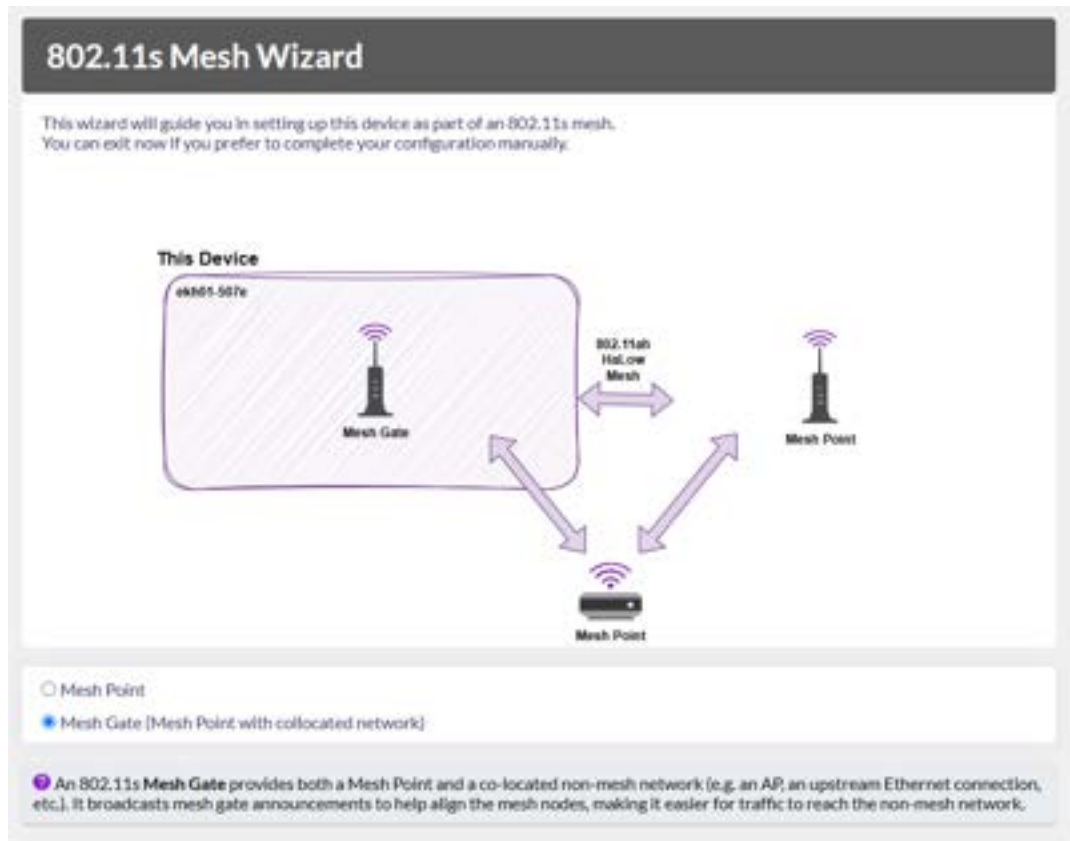 802.11s Mesh Wizard
This wizard will guide you in setting up this device as part of an 802.11s mesh.
You can exit now if you prefer to complete your configuration manually.
This Device
ekh01-507e
Mesh Gate
802.11ah
HaLow
Mesh
Mesh Point
Mesh Point
Mesh Point
Mesh Gate (Mesh Point with collocated network)
An 802.11s Mesh Gate provides both a Mesh Point and a co-located non-mesh network (e.g. an AP, an upstream Ethernet connection,
etc.). It broadcasts mesh gate announcements to help align the mesh nodes, making it easier for traffic to reach the non-mesh network.